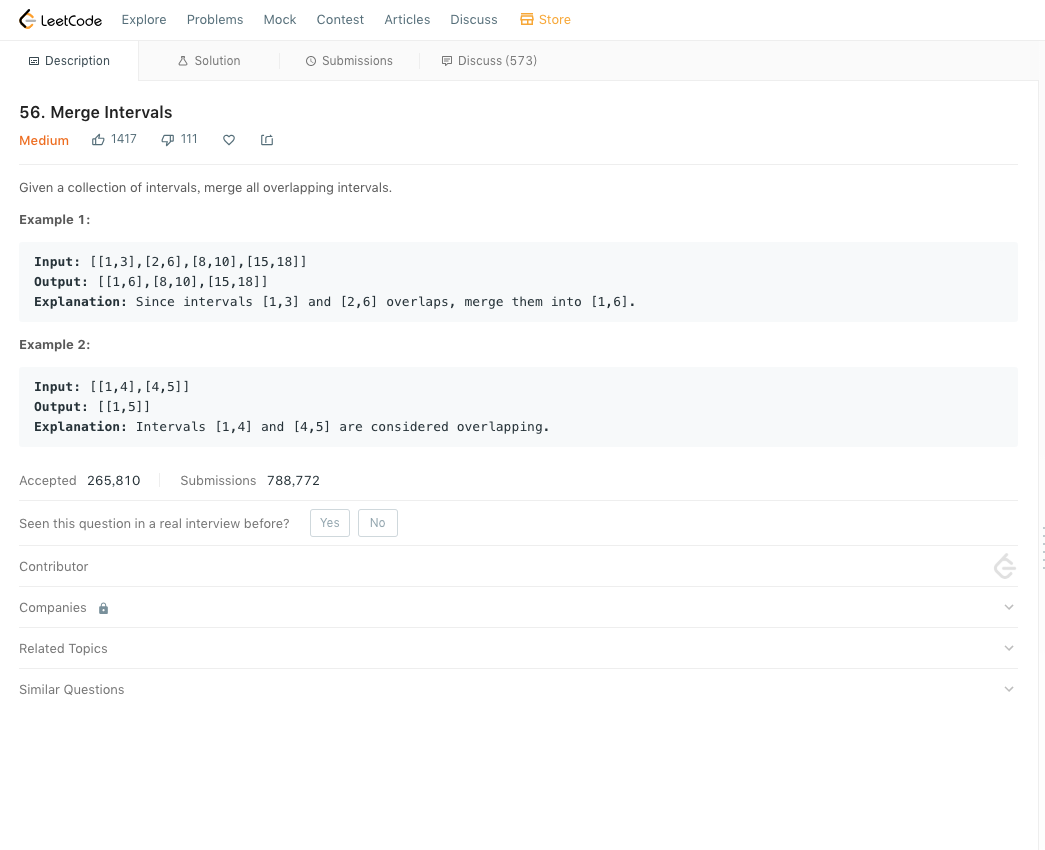 LeetCode Explore Problems Mock Contest Articles Discuss Store
Description Solution Submissions Discuss (573)
56. Merge Intervals
Medium 1417 111
Given a collection of intervals, merge all overlapping intervals.
Example 1:
Input: [[1,3],[2,6],[8,10],[15,18]]
Output: [[1,6],[8,10],[15,18]]
Explanation: Since intervals [1,3] and [2,6] overlaps, merge them into [1,6].
Example 2:
Input: [[1,4],[4,5]]
Output: [[1,5]]
Explanation: Intervals [1,4] and [4,5] are considered overlapping.
Accepted 265,810 Submissions 788,772
Seen this question in a real interview before? Yes No
Contributor
Companies
Related Topics
Similar Questions